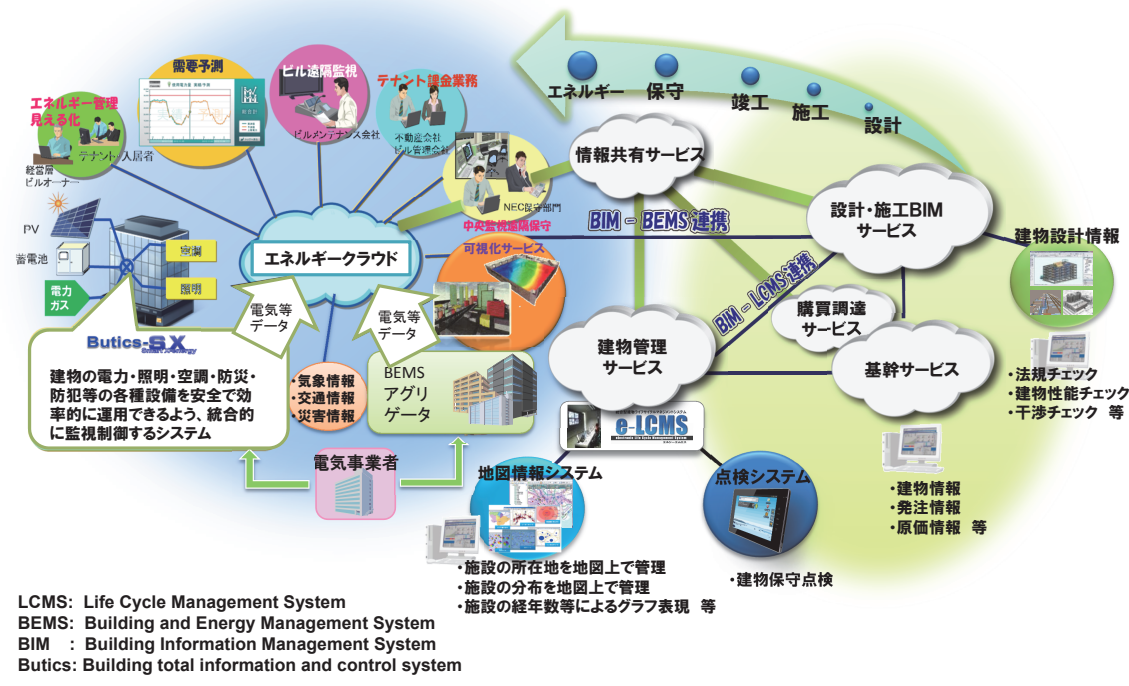 エネルギー
保守
竣工
施工
設計
需要予測
ビル遠隔監視
ビルメンテナンス会社
テナント課金業務
不動産会社
ビル管理会社
エネルギー管理
見える化
テナント・入居者
経営層
ビルオーナー
NEC保守部門
中央監視遠隔保守
情報共有サービス
設計・施工BIM
サービス
BIM – BEMS 連携
建物設計情報
PV
蓄電池
電力
ガス
空調
照明
エネルギークラウド
可視化サービス
電気等
データ
電気等
データ
BIM – LCMS 連携
購買調達
サービス
建物管理
サービス
基幹サービス
・法規チェック
・建物性能チェック
・干渉チェック 等
Butics-SX
建物の電力・照明・空調・防災・
防犯等の各種設備を安全で効
率的に運用できるよう、統合的
に監視制御するシステム
・気象情報
・交通情報
・災害情報
BEMS
アグリ
ゲータ
e-LCMS
electronic Life Cycle Management System
電気事業者
地図情報システム
点検システム
・建物情報
・発注情報
・原価情報 等
・施設の所在地を地図上で管理
・施設の分布を地図上で管理
・施設の経年数等によるグラフ表現 等
・建物保守点検
LCMS: Life Cycle Management System
BEMS: Building and Energy Management System
BIM : Building Information Management System
Butics: Building total information and control system